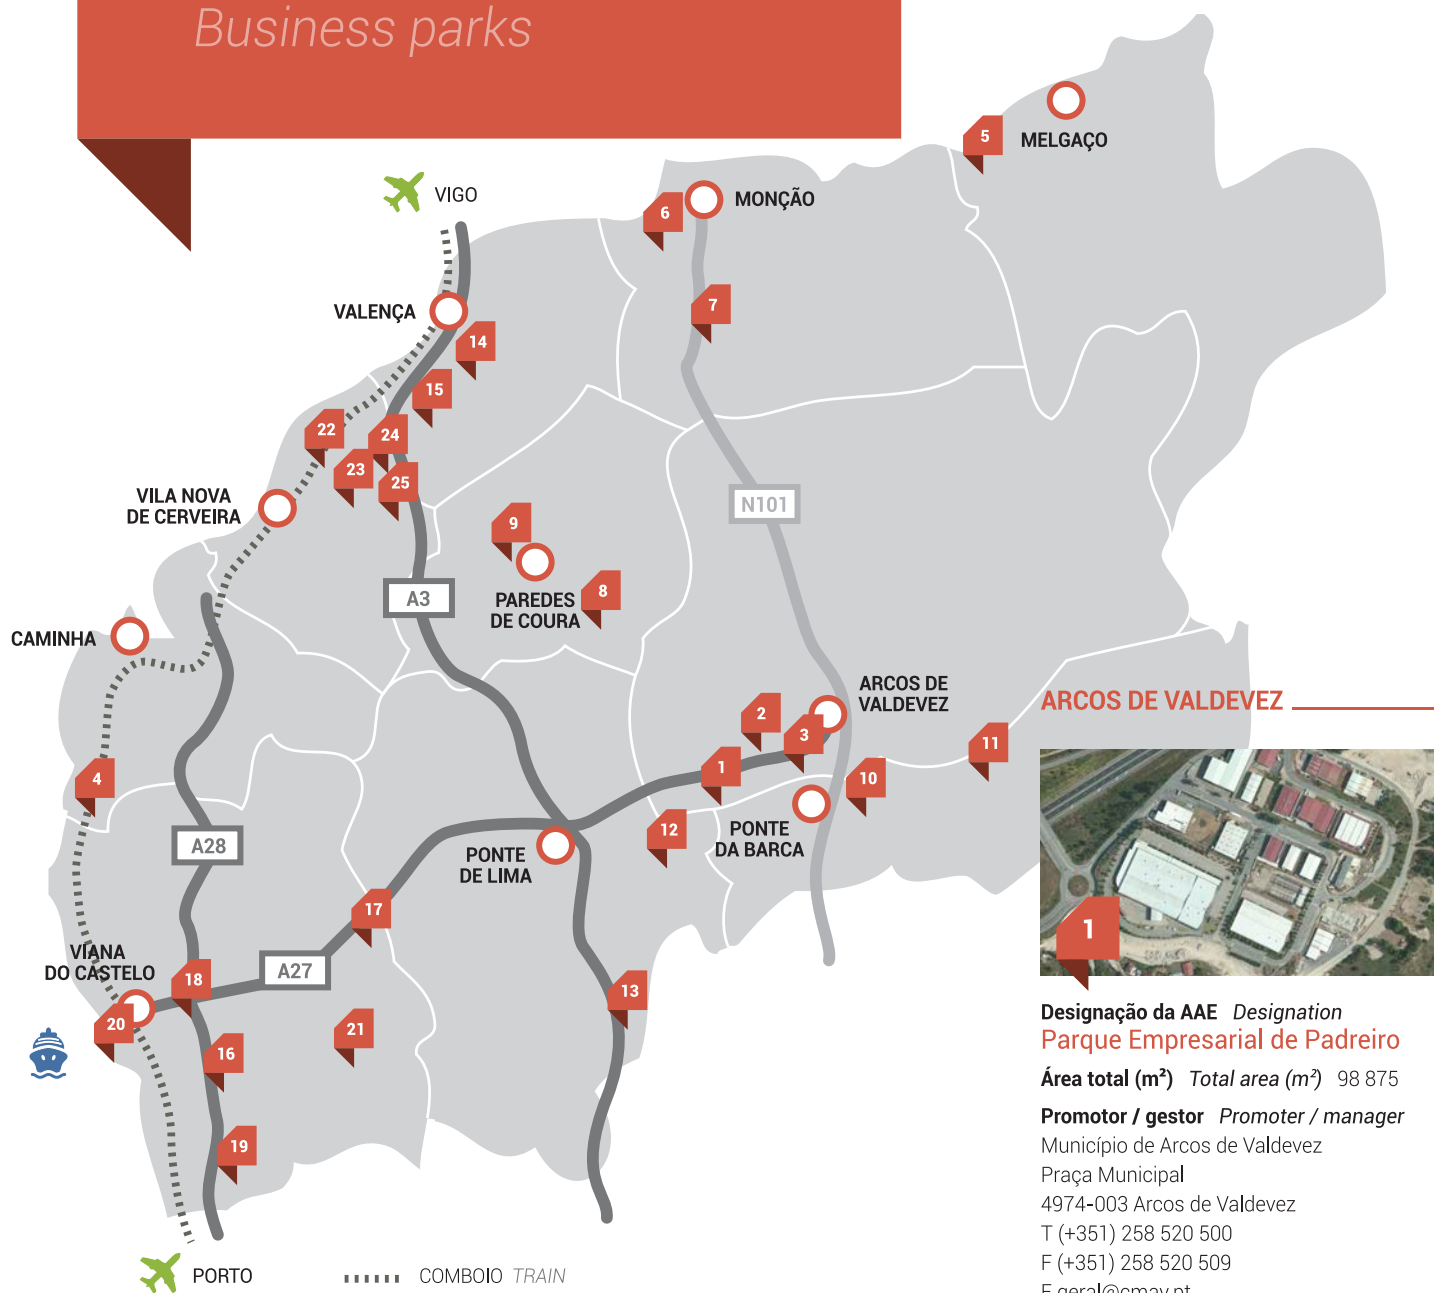 Business parks
5
MELGAÇO
VIGO
6
MONÇÃO
7
VALENÇA
14
15
22
24
23
25
VILA NOVA
DE CERVEIRA
N101
9
A3
8
PAREDES
DE COURA
CAMINHA
ARCOS DE
VALDEVEZ
2
3
11
1
10
4
12
PONTE
DA BARCA
A28
PONTE
DE LIMA
17
VIANA
DO CASTELO
A27
18
13
20
21
16
19
PORTO
COMBOIO TRAIN
ARCOS DE VALDEVEZ
1
Designação da AAE Designation
Parque Empresarial de Padreiro
Área total (m²) Total area (m²) 98 875
Promotor / gestor Promoter / manager
Município de Arcos de Valdevez
Praça Municipal
4974-003 Arcos de Valdevez
T (+351) 258 520 500
F (+351) 258 520 509
E geral@cmav.pt